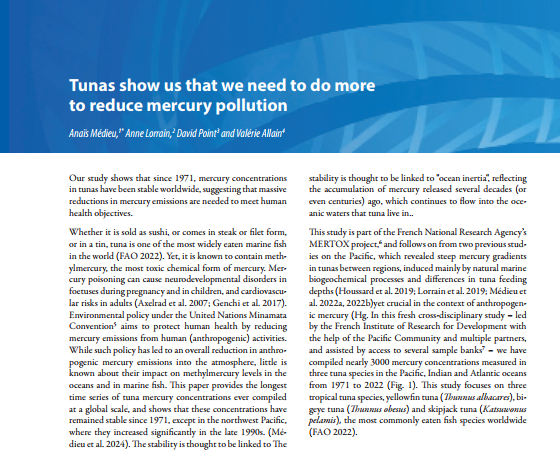 Tunas show us that we need to do more
to reduce mercury pollution
Anaïs Médieu,¹* Anne Lorrain,² David Point³ and Valérie Allain⁴
Our study shows that since 1971, mercury concentrations
in tunas have been stable worldwide, suggesting that massive
reductions in mercury emissions are needed to meet human
health objectives.
Whether it is sold as sushi, or comes in steak or filet form,
or in a tin, tuna is one of the most widely eaten marine fish
in the world (FAO 2022). Yet, it is known to contain meth-
ylmercury, the most toxic chemical form of mercury. Mer-
cury poisoning can cause neurodevelopmental disorders in
foetuses during pregnancy and in children, and cardiovascu-
lar risks in adults (Axelrad et al. 2007; Genchi et al. 2017).
Environmental policy under the United Nations Minamata
Convention⁵ aims to protect human health by reducing
mercury emissions from human (anthropogenic) activities.
While such policy has led to an overall reduction in anthro-
pogenic mercury emissions into the atmosphere, little is
known about their impact on methylmercury levels in the
oceans and in marine fish. This paper provides the longest
time series of tuna mercury concentrations ever compiled
at a global scale, and shows that these concentrations have
remained stable since 1971, except in the northwest Pacific,
where they increased significantly in the late 1990s. (Mé-
dieu et al. 2024). The stability is thought to be linked to The
stability is thought to be linked to "ocean inertia", reflecting
the accumulation of mercury released several decades (or
even centuries) ago, which continues to flow into the oce-
anic waters that tuna live in..
This study is part of the French National Research Agency's
MERTOX project,⁶ and follows on from two previous stud-
ies on the Pacific, which revealed steep mercury gradients
in tunas between regions, induced mainly by natural marine
biogeochemical processes and differences in tuna feeding
depths (Houssard et al. 2019; Lorrain et al. 2019; Médieu et
al. 2022a, 2022b)yet crucial in the context of anthropogen-
ic mercury (Hg. In this fresh cross-disciplinary study – led
by the French Institute of Research for Development with
the help of the Pacific Community and multiple partners,
and assisted by access to several sample banks⁷ – we have
compiled nearly 3000 mercury concentrations measured in
three tuna species in the Pacific, Indian and Atlantic oceans
from 1971 to 2022 (Fig. 1). This study focuses on three
tropical tuna species, yellowfin tuna (Thunnus albacares), bi-
geye tuna (Thunnus obesus) and skipjack tuna (Katsuwonus
pelamis), the most commonly eaten fish species worldwide
(FAO 2022).